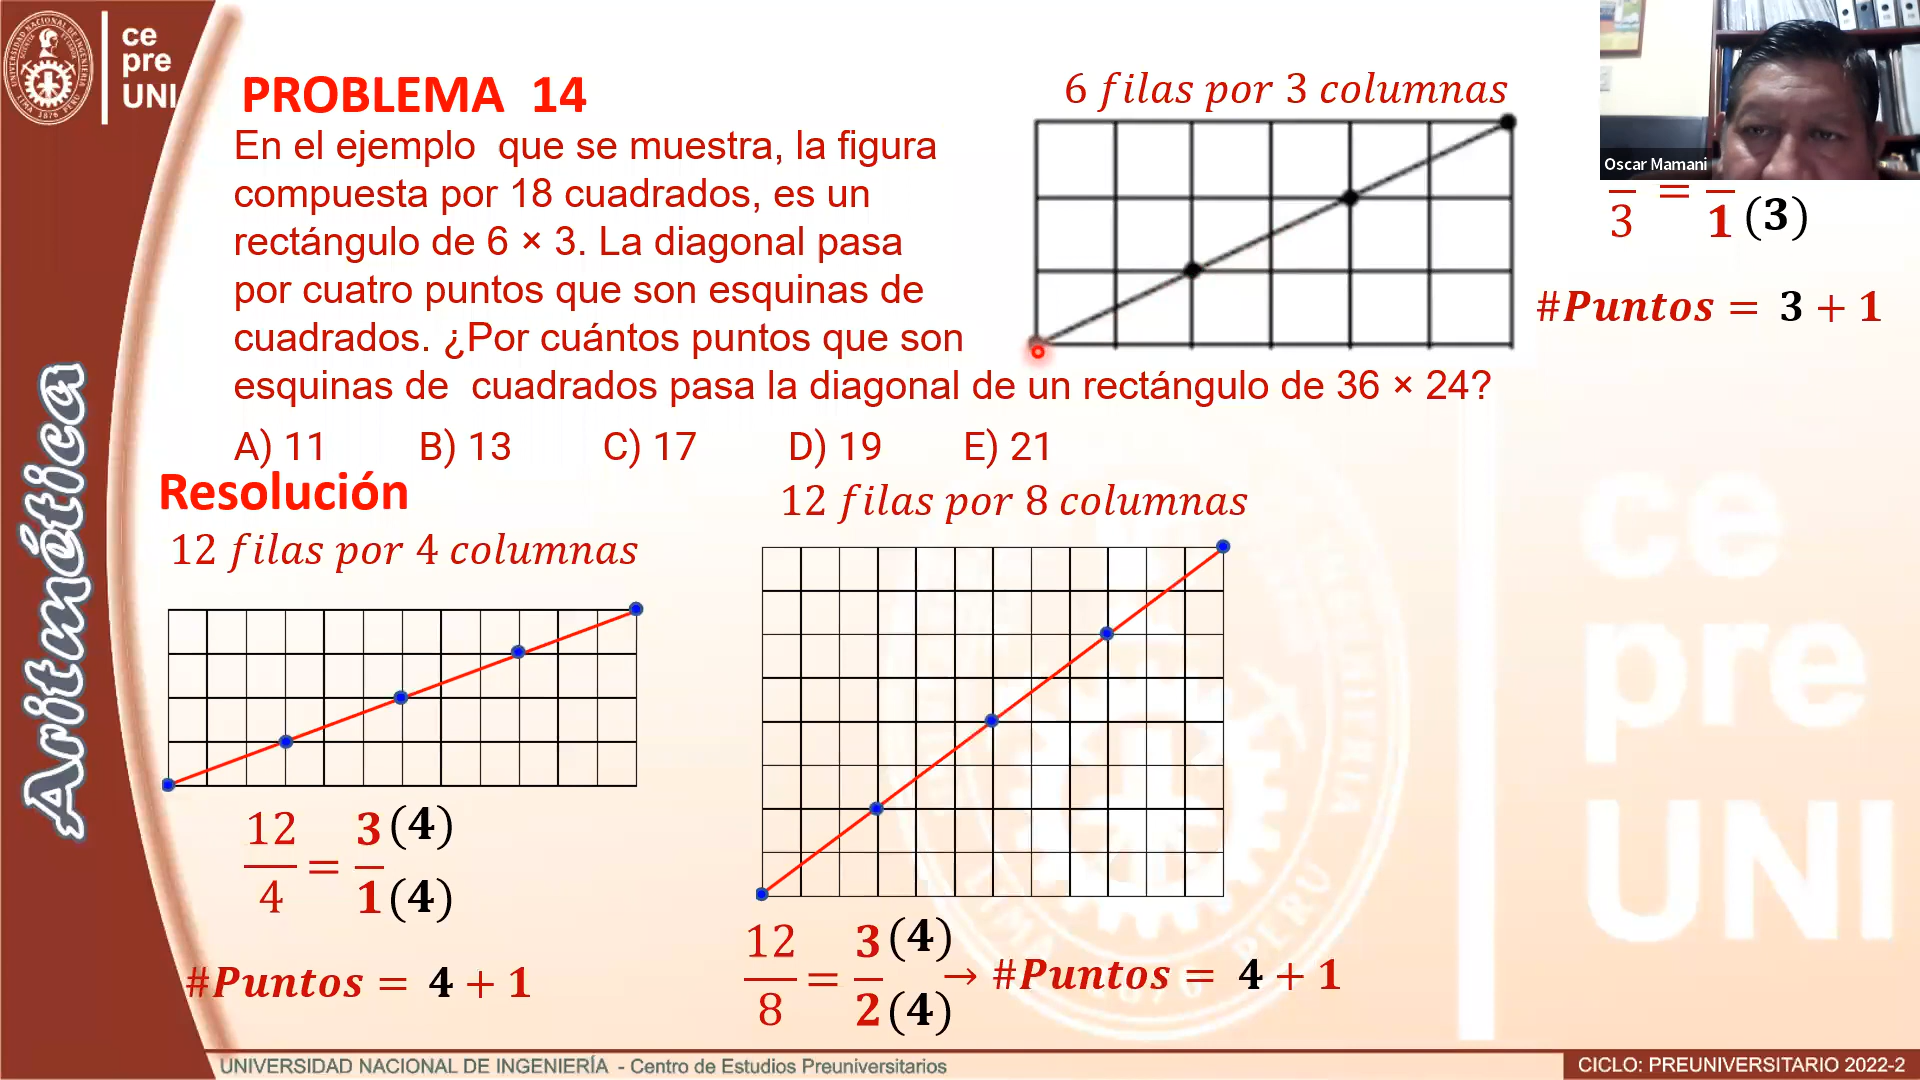 ce
pre
UNI
PROBLEMA 14
En el ejemplo que se muestra, la figura
compuesta por 18 cuadrados, es un
rectángulo de 6 × 3. La diagonal pasa
por cuatro puntos que son esquinas de
cuadrados. ¿Por cuántos puntos que son
esquinas de cuadrados pasa la diagonal de un rectángulo de 36 × 24?
A) 11 B) 13 C) 17 D) 19 E) 21
6 filas por 3 columnas
Oscar Mamani
3 = 1 (3)
#Puntos = 3 + 1
Resolución
12 filas por 4 columnas
12/4 = 3(4)/1(4)
#Puntos = 4 + 1
12 filas por 8 columnas
12/8 = 3(4)/2(4) → #Puntos = 4 + 1
Aritmética
ce
pre
UNI
UNIVERSIDAD NACIONAL DE INGENIERÍA - Centro de Estudios Preuniversitarios
CICLO: PREUNIVERSITARIO 2022-2